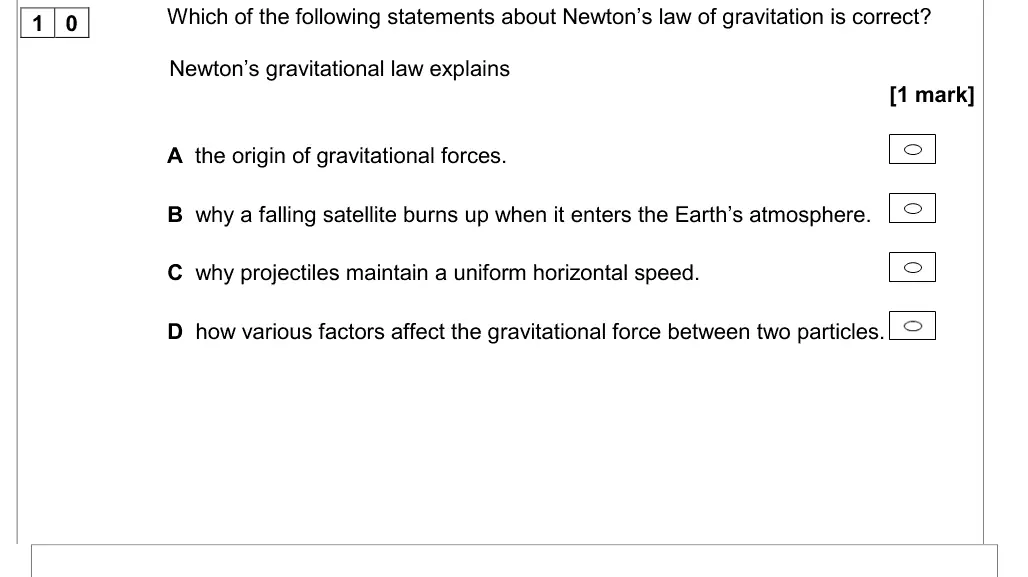 1 0 Which of the following statements about Newton’s law of gravitation is correct?
Newton’s gravitational law explains
[1 mark]
A the origin of gravitational forces.
B why a falling satellite burns up when it enters the Earth’s atmosphere.
C why projectiles maintain a uniform horizontal speed.
D how various factors affect the gravitational force between two particles.